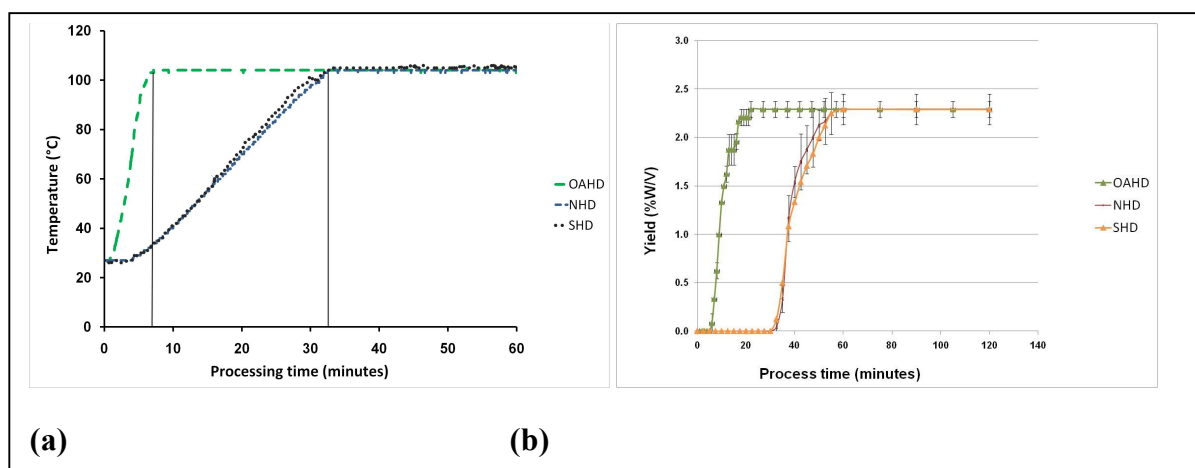 120
100
80
60
40
20
0
Temperature (°C)
0 10 20 30 40 50 60
Processing time (minutes)
OAHD
NHD
SHD
3.0
2.5
2.0
1.5
1.0
0.5
0.0
Yield (%W/V)
0 20 40 60 80 100 120 140
Process time (minutes)
OAHD
NHD
SHD
(a) (b)